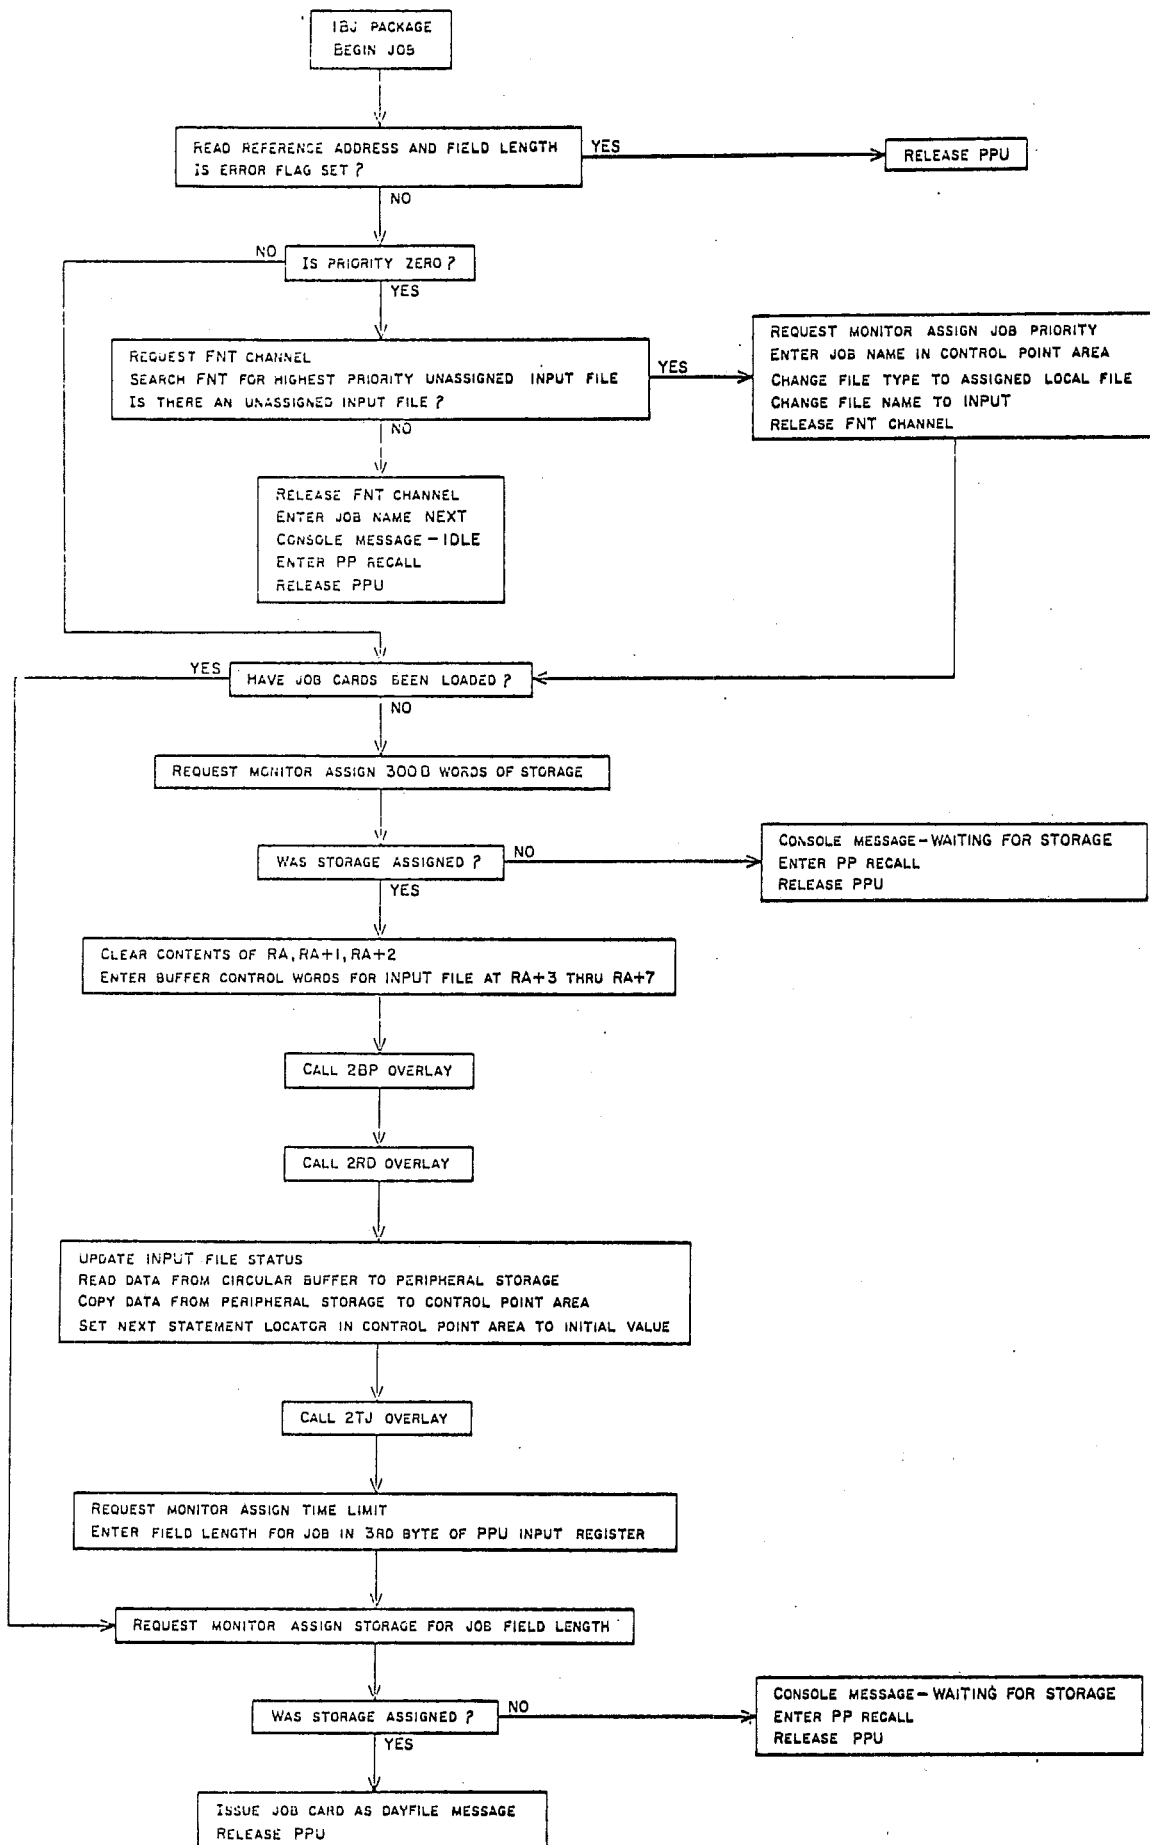 1BJ PACKAGE
BEGIN JOB
READ REFERENCE ADDRESS AND FIELD LENGTH
IS ERROR FLAG SET?
YES
RELEASE PPU
NO
NO
IS PRIORITY ZERO?
YES
REQUEST FNT CHANNEL
SEARCH FNT FOR HIGHEST PRIORITY UNASSIGNED INPUT FILE
IS THERE AN UNASSIGNED INPUT FILE?
YES
REQUEST MONITOR ASSIGN JOB PRIORITY
ENTER JOB NAME IN CONTROL POINT AREA
CHANGE FILE TYPE TO ASSIGNED LOCAL FILE
CHANGE FILE NAME TO INPUT
RELEASE FNT CHANNEL
NO
RELEASE FNT CHANNEL
ENTER JOB NAME NEXT
CONSOLE MESSAGE-IDLE
ENTER PP RECALL
RELEASE PPU
YES
HAVE JOB CARDS BEEN LOADED?
NO
REQUEST MONITOR ASSIGN 300B WORDS OF STORAGE
WAS STORAGE ASSIGNED?
NO
CONSOLE MESSAGE-WAITING FOR STORAGE
ENTER PP RECALL
RELEASE PPU
YES
CLEAR CONTENTS OF RA, RA+1, RA+2
ENTER BUFFER CONTROL WORDS FOR INPUT FILE AT RA+3 THRU RA+7
CALL 2BP OVERLAY
CALL 2RD OVERLAY
UPDATE INPUT FILE STATUS
READ DATA FROM CIRCULAR BUFFER TO PERIPHERAL STORAGE
COPY DATA FROM PERIPHERAL STORAGE TO CONTROL POINT AREA
SET NEXT STATEMENT LOCATOR IN CONTROL POINT AREA TO INITIAL VALUE
CALL 2TJ OVERLAY
REQUEST MONITOR ASSIGN TIME LIMIT
ENTER FIELD LENGTH FOR JOB IN 3RD BYTE OF PPU INPUT REGISTER
REQUEST MONITOR ASSIGN STORAGE FOR JOB FIELD LENGTH
WAS STORAGE ASSIGNED?
NO
CONSOLE MESSAGE-WAITING FOR STORAGE
ENTER PP RECALL
RELEASE PPU
YES
ISSUE JOB CARD AS DAYFILE MESSAGE
RELEASE PPU